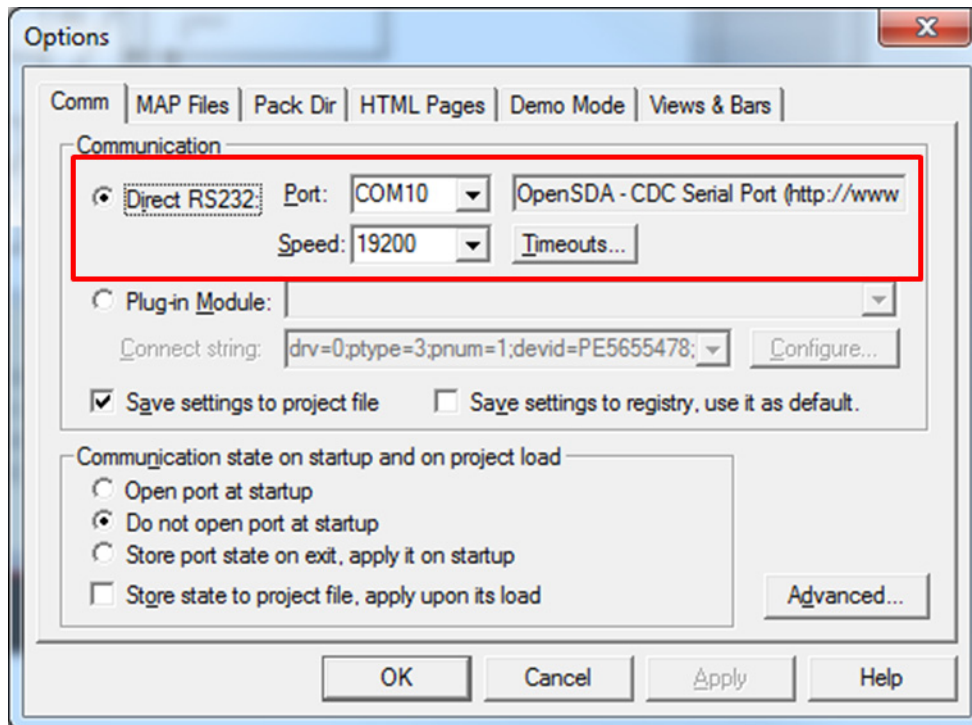 Options
Comm MAP Files Pack Dir HTML Pages Demo Mode Views & Bars
Communication
Direct RS232: Port: COM10 OpenSDA - CDC Serial Port (http://www
Speed: 19200 Timeouts...
Plug-in Module:
Connect string: drv=0;ptype=3;pnum=1;devid=PE5655478; Configure...
Save settings to project file Save settings to registry, use it as default.
Communication state on startup and on project load
Open port at startup
Do not open port at startup
Store port state on exit, apply it on startup
Store state to project file, apply upon its load Advanced...
OK Cancel Apply Help